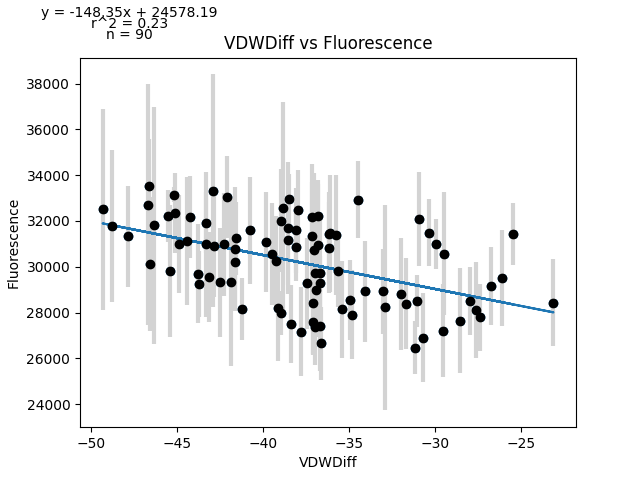 y = -148.35x + 24578.19
r^2 = 0.23
n = 90
VDWDiff vs Fluorescence
38000
36000
34000
32000
30000
28000
26000
24000
Fluorescence
−50
−45
−40
−35
−30
−25
VDWDiff